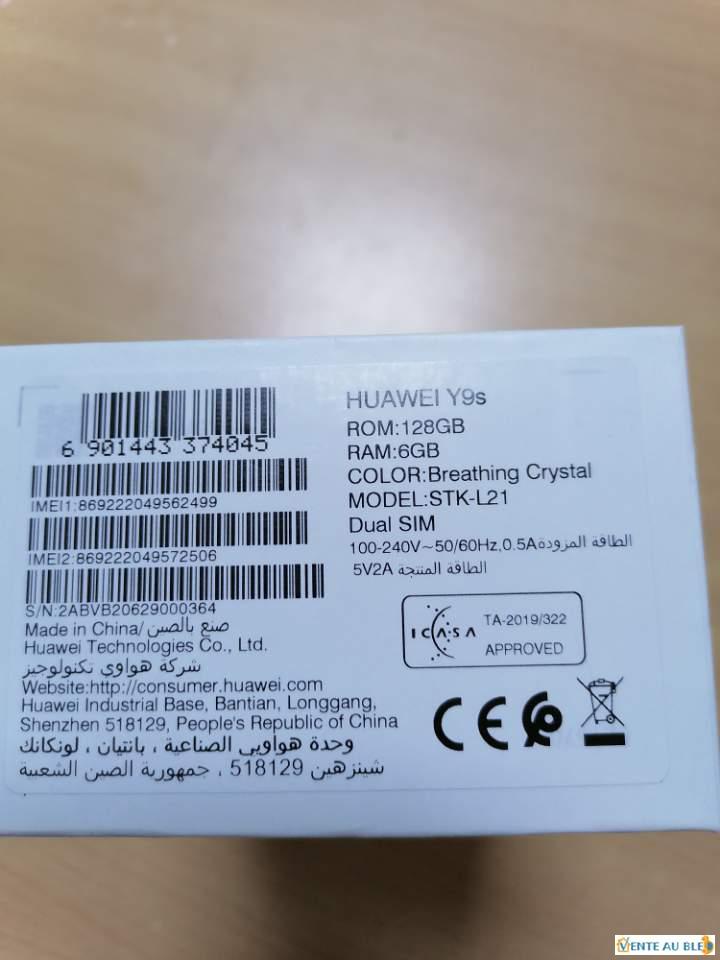 6 901443 374045
IMEI1:869222049562499
IMEI2:869222049572506
S/N:2ABVB20629000364
Made in China/ صنع بالصين
Huawei Technologies Co., Ltd.
شركة هواوي تكنولوجيز
Website:http://consumer.huawei.com
Huawei Industrial Base, Bantian, Longgang,
Shenzhen 518129, People's Republic of China
وحدة هواويي الصناعية ، بانتيان ، لونكانك
شينزهين 518129 ، جمهورية الصين الشعبية
HUAWEI Y9s
ROM:128GB
RAM:6GB
COLOR:Breathing Crystal
MODEL:STK-L21
Dual SIM
100-240V~50/60Hz,0.5A الطاقة المزودة
5V2A الطاقة المنتجة
ICASA TA-2019/322
APPROVED
CE
VENTE AU BLED